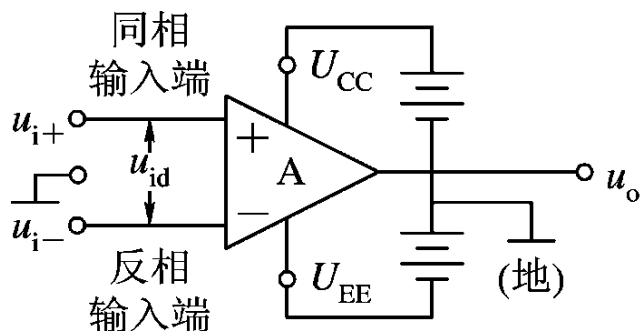 同相
输入端
U_CC
u_i+
+
u_id
A
u_o
−
u_i−
反相
输入端
U_EE
(地)